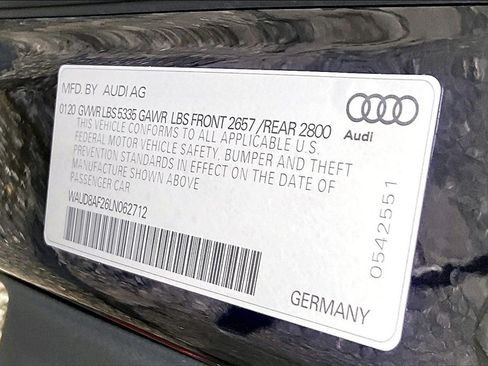 MFD. BY AUDI AG
0120 GVWR LBS 5335 GAWR LBS FRONT 2657 /REAR 2800
THIS VEHICLE CONFORMS TO ALL APPLICABLE U.S.
FEDERAL MOTOR VEHICLE SAFETY, BUMPER AND THEFT
PREVENTION STANDARDS IN EFFECT ON THE DATE OF
MANUFACTURE SHOWN ABOVE
PASSENGER CAR
WAUD8AF26LN062712
Audi
0542551
GERMANY